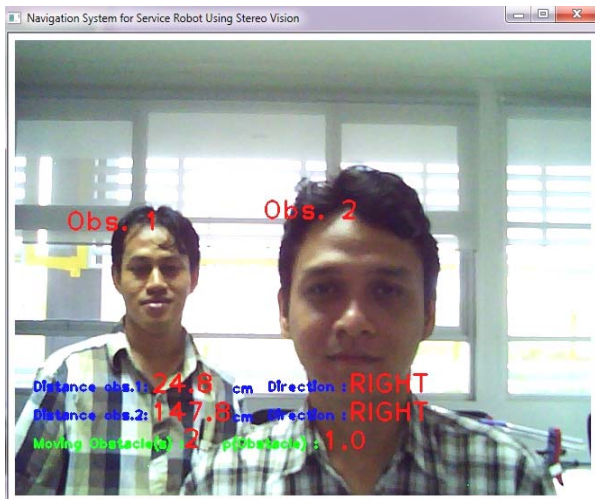 Navigation System for Service Robot Using Stereo Vision
Obs. 1
Obs. 2
Distance obs.1: 24.6 cm Direction : RIGHT
Distance obs.2: 147.8 cm Direction : RIGHT
Moving Obstacle(s) 2 p(Obstacle) : 1.0